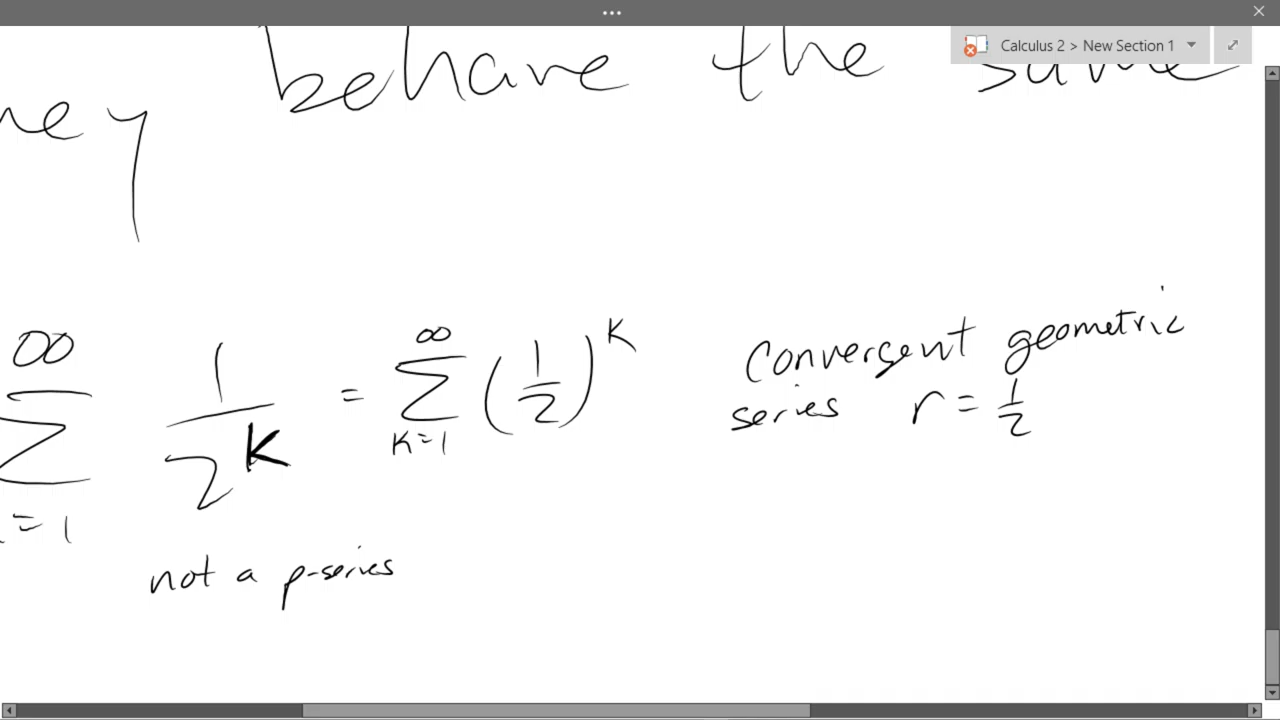 Calculus 2 > New Section 1
behave the same
∞ ∞
∑ 1/2^K = ∑ (1/2)^K Convergent geometric
= 1 K=1 series r = 1/2
not a p-series